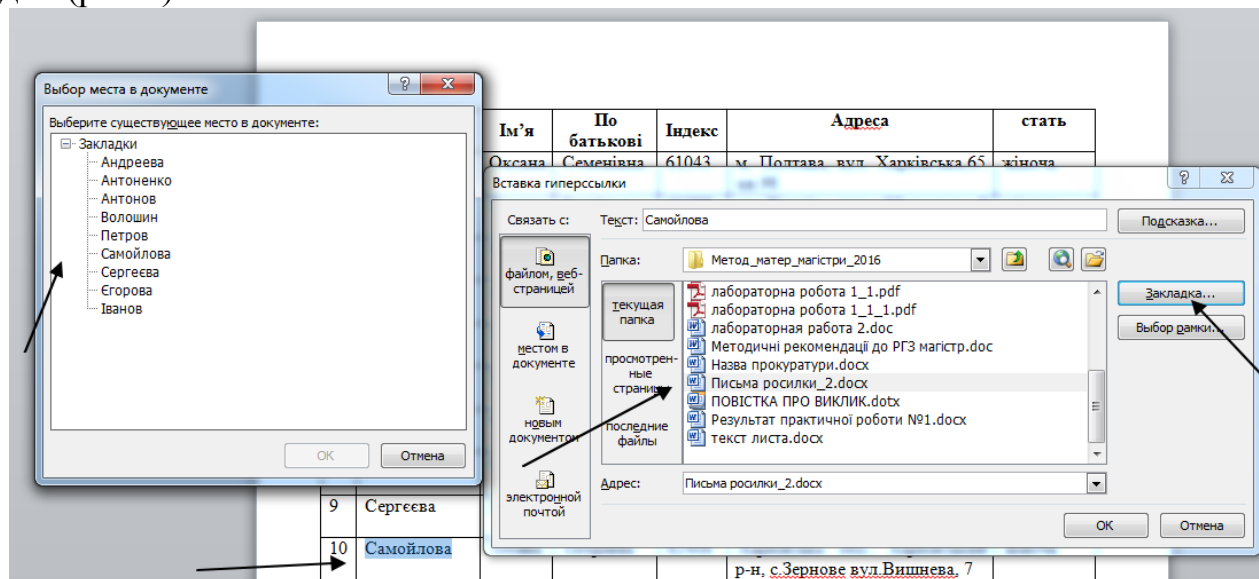 Выбор места в документе
Выберите существующее место в документе:
Закладки
Андреева
Антоненко
Антонов
Волошин
Петров
Самойлова
Сергеева
Єгорова
Іванов
ОК
Отмена
Ім’я
По батькові
Індекс
Адреса
стать
Оксана
Семенівна
61043
м. Полтава, вул. Харківська 65
жіноча
Вставка гиперссылки
Связать с:
Текст: Самойлова
Подсказка...
файлом, веб-страницей
Папка:
Метод_матер_магістри_2016
текущая папка
лабораторна робота 1_1.pdf
лабораторна робота 1_1_1.pdf
лабораторная работа 2.doc
Методичні рекомендації до РГЗ магістр.doc
Назва прокуратури.docx
Письма росилки_2.docx
ПОВІСТКА ПРО ВИКЛИК.dotx
Результат практичної роботи №1.docx
текст листа.docx
Закладка...
Выбор рамки...
местом в документе
просмотренные страницы
новым документом
последние файлы
электронной почтой
Адрес:
Письма росилки_2.docx
ОК
Отмена
9 Сергєєва
10 Самойлова
р-н, с.Зернове вул.Вишнева, 7